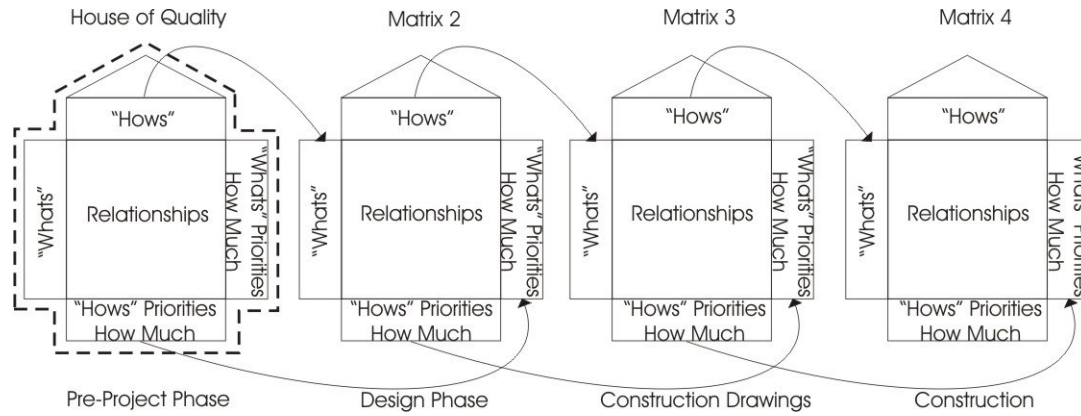 House of Quality
Matrix 2
Matrix 3
Matrix 4
“Hows”
“Whats”
Relationships
“Whats” Priorities
How Much
“Hows” Priorities
How Much
“Hows”
“Whats”
Relationships
“Whats” Priorities
How Much
“Hows” Priorities
How Much
“Hows”
“Whats”
Relationships
“Whats” Priorities
How Much
“Hows” Priorities
How Much
“Hows”
“Whats”
Relationships
“Whats” Priorities
How Much
“Hows” Priorities
How Much
Pre-Project Phase
Design Phase
Construction Drawings
Construction